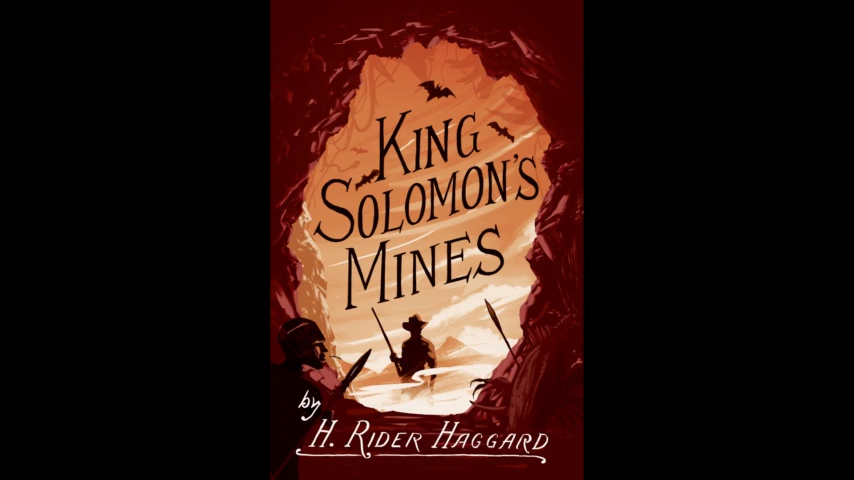 KING
SOLOMON'S
MINES
by
H. RIDER HAGGARD